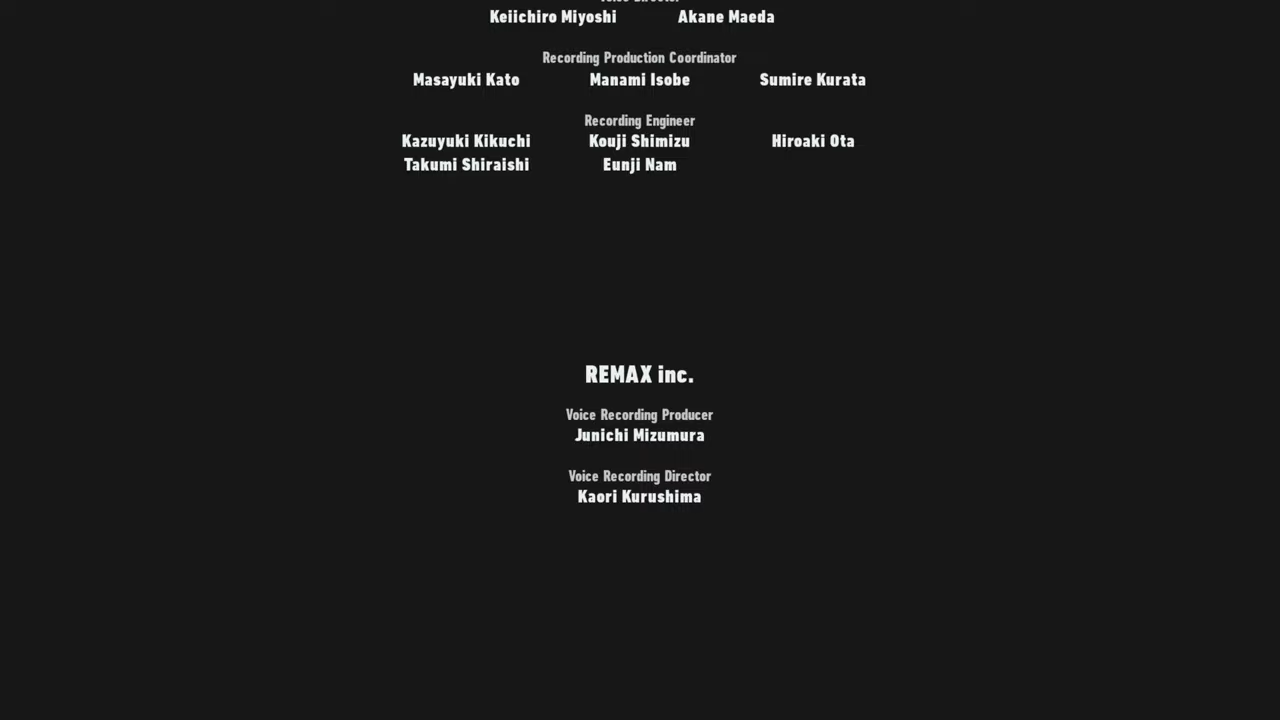 Keiichiro Miyoshi Akane Maeda
Recording Production Coordinator
Masayuki Kato Manami Isobe Sumire Kurata
Recording Engineer
Kazuyuki Kikuchi Kouji Shimizu Hiroaki Ota
Takumi Shiraishi Eunji Nam
REMAX inc.
Voice Recording Producer
Junichi Mizumura
Voice Recording Director
Kaori Kurushima